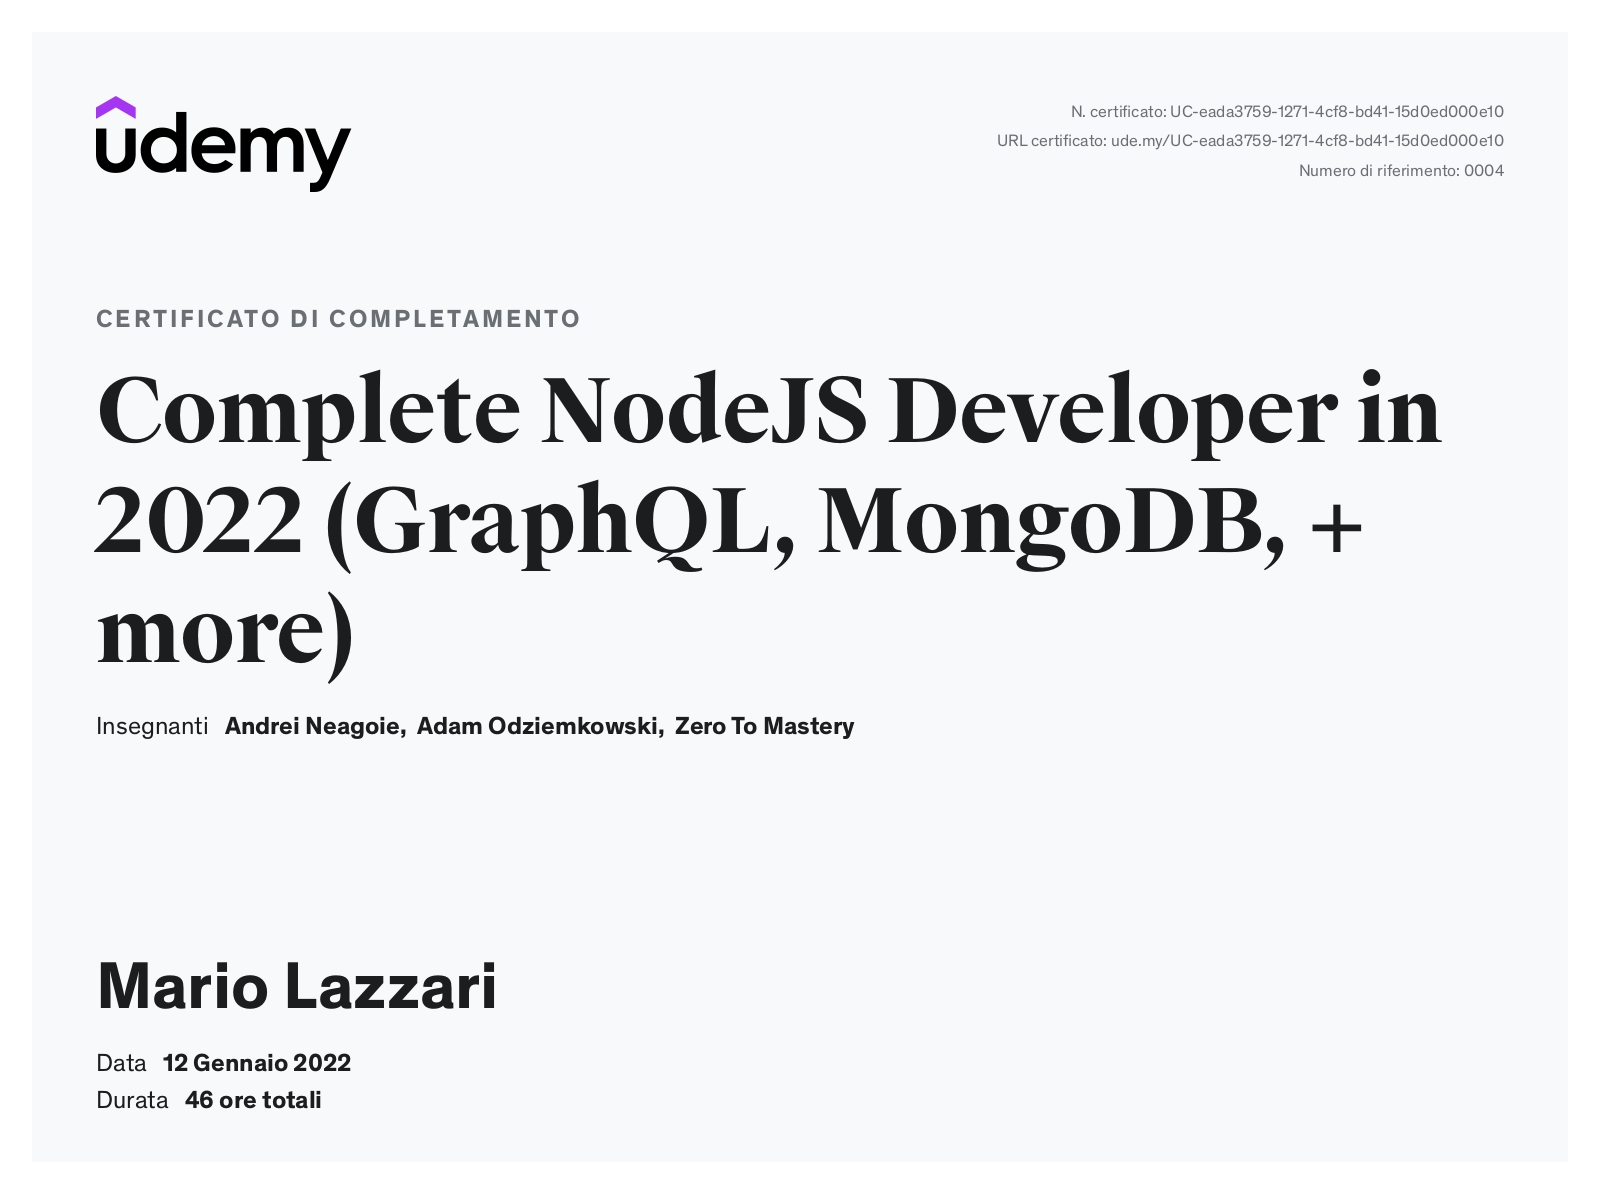 udemy
N. certificato: UC-eada3759-1271-4cf8-bd41-15d0ed000e10
URL certificato: ude.my/UC-eada3759-1271-4cf8-bd41-15d0ed000e10
Numero di riferimento: 0004
CERTIFICATO DI COMPLETAMENTO
Complete NodeJS Developer in
2022 (GraphQL, MongoDB, +
more)
Insegnanti Andrei Neagoie, Adam Odziemkowski, Zero To Mastery
Mario Lazzari
Data 12 Gennaio 2022
Durata 46 ore totali